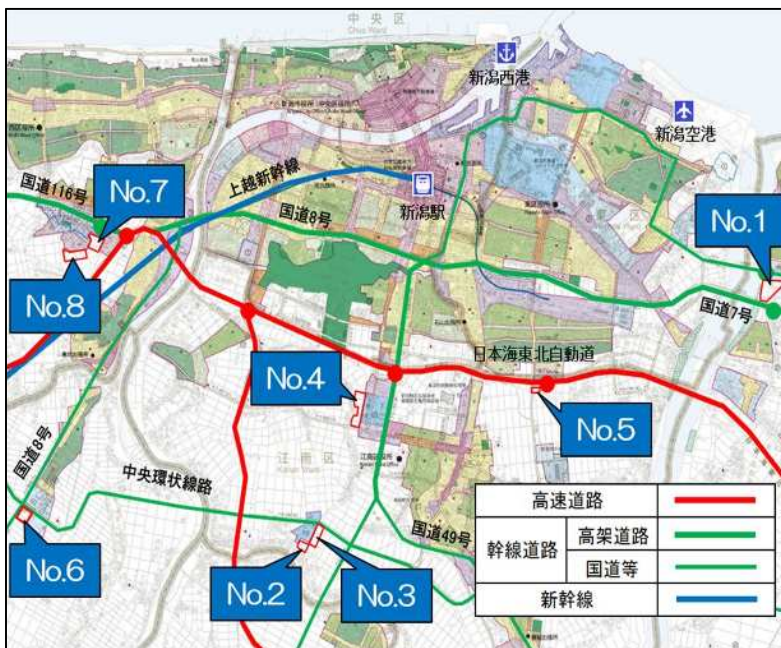 中央区
Chuo Ward
新潟西港
新潟空港
上越新幹線
国道116号
No.7
新潟駅
国道8号
No.1
No.8
国道7号
日本海東北自動道
No.4
No.5
江南区
国道8号
中央環状線路
国道49号
No.6
No.2
No.3
高速道路
幹線道路
高架道路
国道等
新幹線